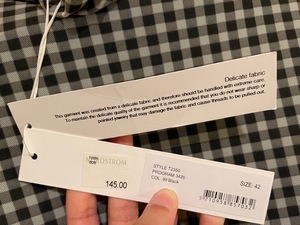 Delicate fabric
This garment was created from a delicate fabric and therefore should be handled with extreme care.
To maintain the delicate quality of the garment it is recommended that you do not wear sharp or
pointed jewelry that may damage the fabric and cause threads to be pulled out.
NORDSTROM
145.00
STYLE T2350
PROGRAM 3426
COL. 99 Black
SIZE: 42